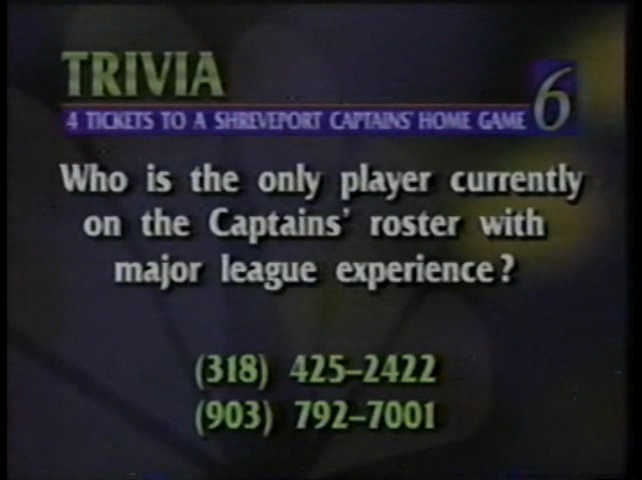 TRIVIA
4 TICKETS TO A SHREVEPORT CAPTAINS' HOME GAME 6
Who is the only player currently
on the Captains' roster with
major league experience?
(318) 425-2422
(903) 792-7001